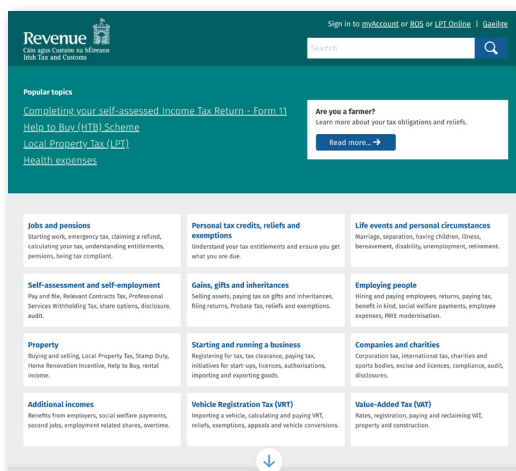 Sign in to myAccount or ROS or LPT Online | Gaeilge
Revenue
Cáin agus Custaim na hÉireann
Irish Tax and Customs
Search
Popular topics
Completing your self-assessed Income Tax Return - Form 11
Help to Buy (HTB) Scheme
Local Property Tax (LPT)
Health expenses
Are you a farmer?
Learn more about your tax obligations and reliefs.
Read more... →
Jobs and pensions
Starting work, emergency tax, claiming a refund,
calculating your tax, understanding entitlements,
pensions, being tax compliant.
Personal tax credits, reliefs and
exemptions
Understand your tax entitlements and ensure you get
what you are due.
Life events and personal circumstances
Marriage, separation, having children, illness,
bereavement, disability, unemployment, retirement.
Self-assessment and self-employment
Pay and file, Relevant Contracts Tax, Professional
Services Withholding Tax, share options, disclosure,
audit.
Gains, gifts and inheritances
Selling assets, paying tax on gifts and inheritances,
filing returns, Probate Tax, reliefs and exemptions.
Employing people
Hiring and paying employees, returns, paying tax,
benefit in kind, social welfare payments, employee
expenses, PAYE modernisation.
Property
Buying and selling, Local Property Tax, Stamp Duty,
Home Renovation Incentive, Help to Buy, rental
income.
Starting and running a business
Registering for tax, tax clearance, paying tax,
initiatives for start-ups, licences, authorisations,
importing and exporting goods.
Companies and charities
Corporation tax, international tax, charities and
sports bodies, excise and licences, compliance, audit,
disclosures.
Additional incomes
Benefits from employers, social welfare payments,
second jobs, employment related shares, overtime.
Vehicle Registration Tax (VRT)
Importing a vehicle, calculating and paying VRT,
reliefs, exemptions, appeals and vehicle conversions.
Value-Added Tax (VAT)
Rates, registration, paying and reclaiming VAT,
property and construction.